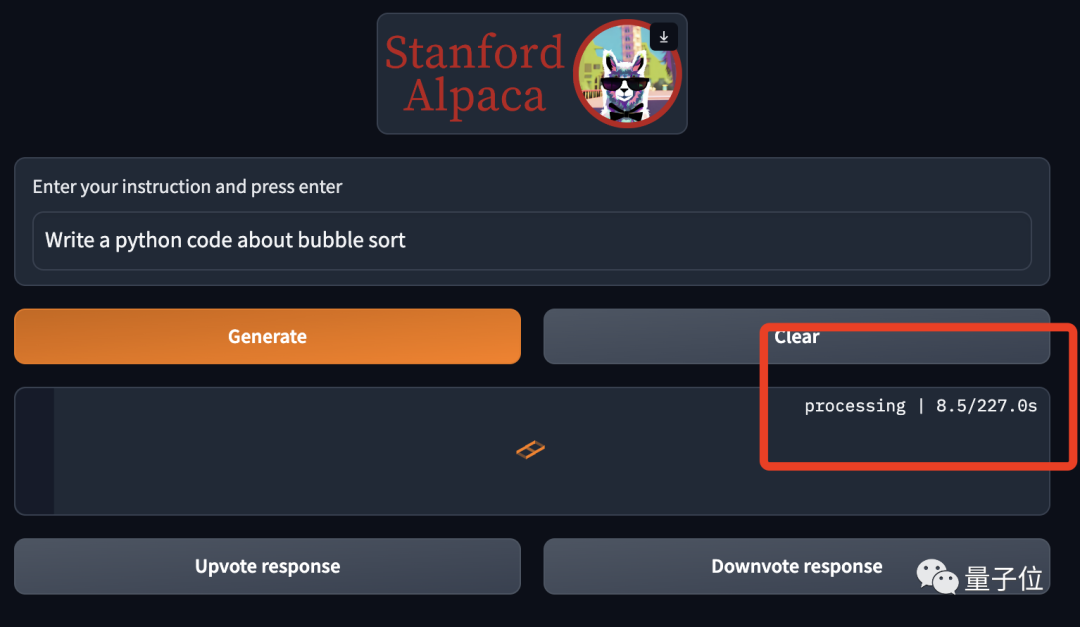 Stanford
Alpaca
Enter your instruction and press enter
Write a python code about bubble sort
Generate
Clear
processing | 8.5/227.0s
Upvote response
Downvote response
量子位